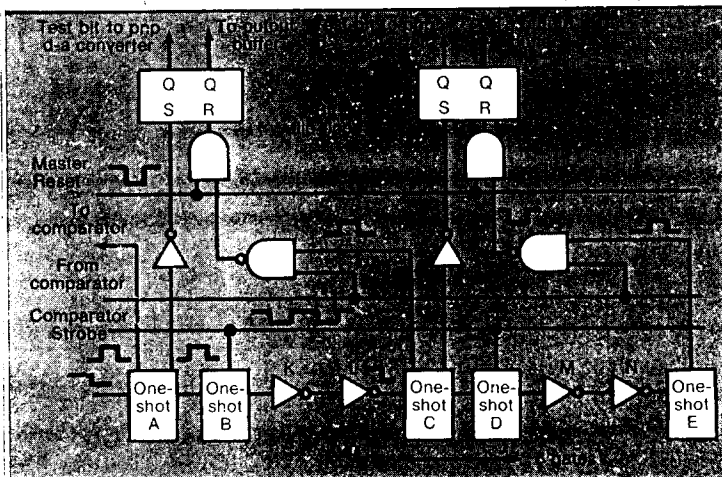 Test bit to pnp
d-a converter
To output
buffer
Q Q
S R
Q Q
S R
Master
Reset
To
comparator
From
comparator
Comparator
Strobe
K
M
N
One-
shot
A
One-
shot
B
One-
shot
C
One-
shot
D
One-
shot
E